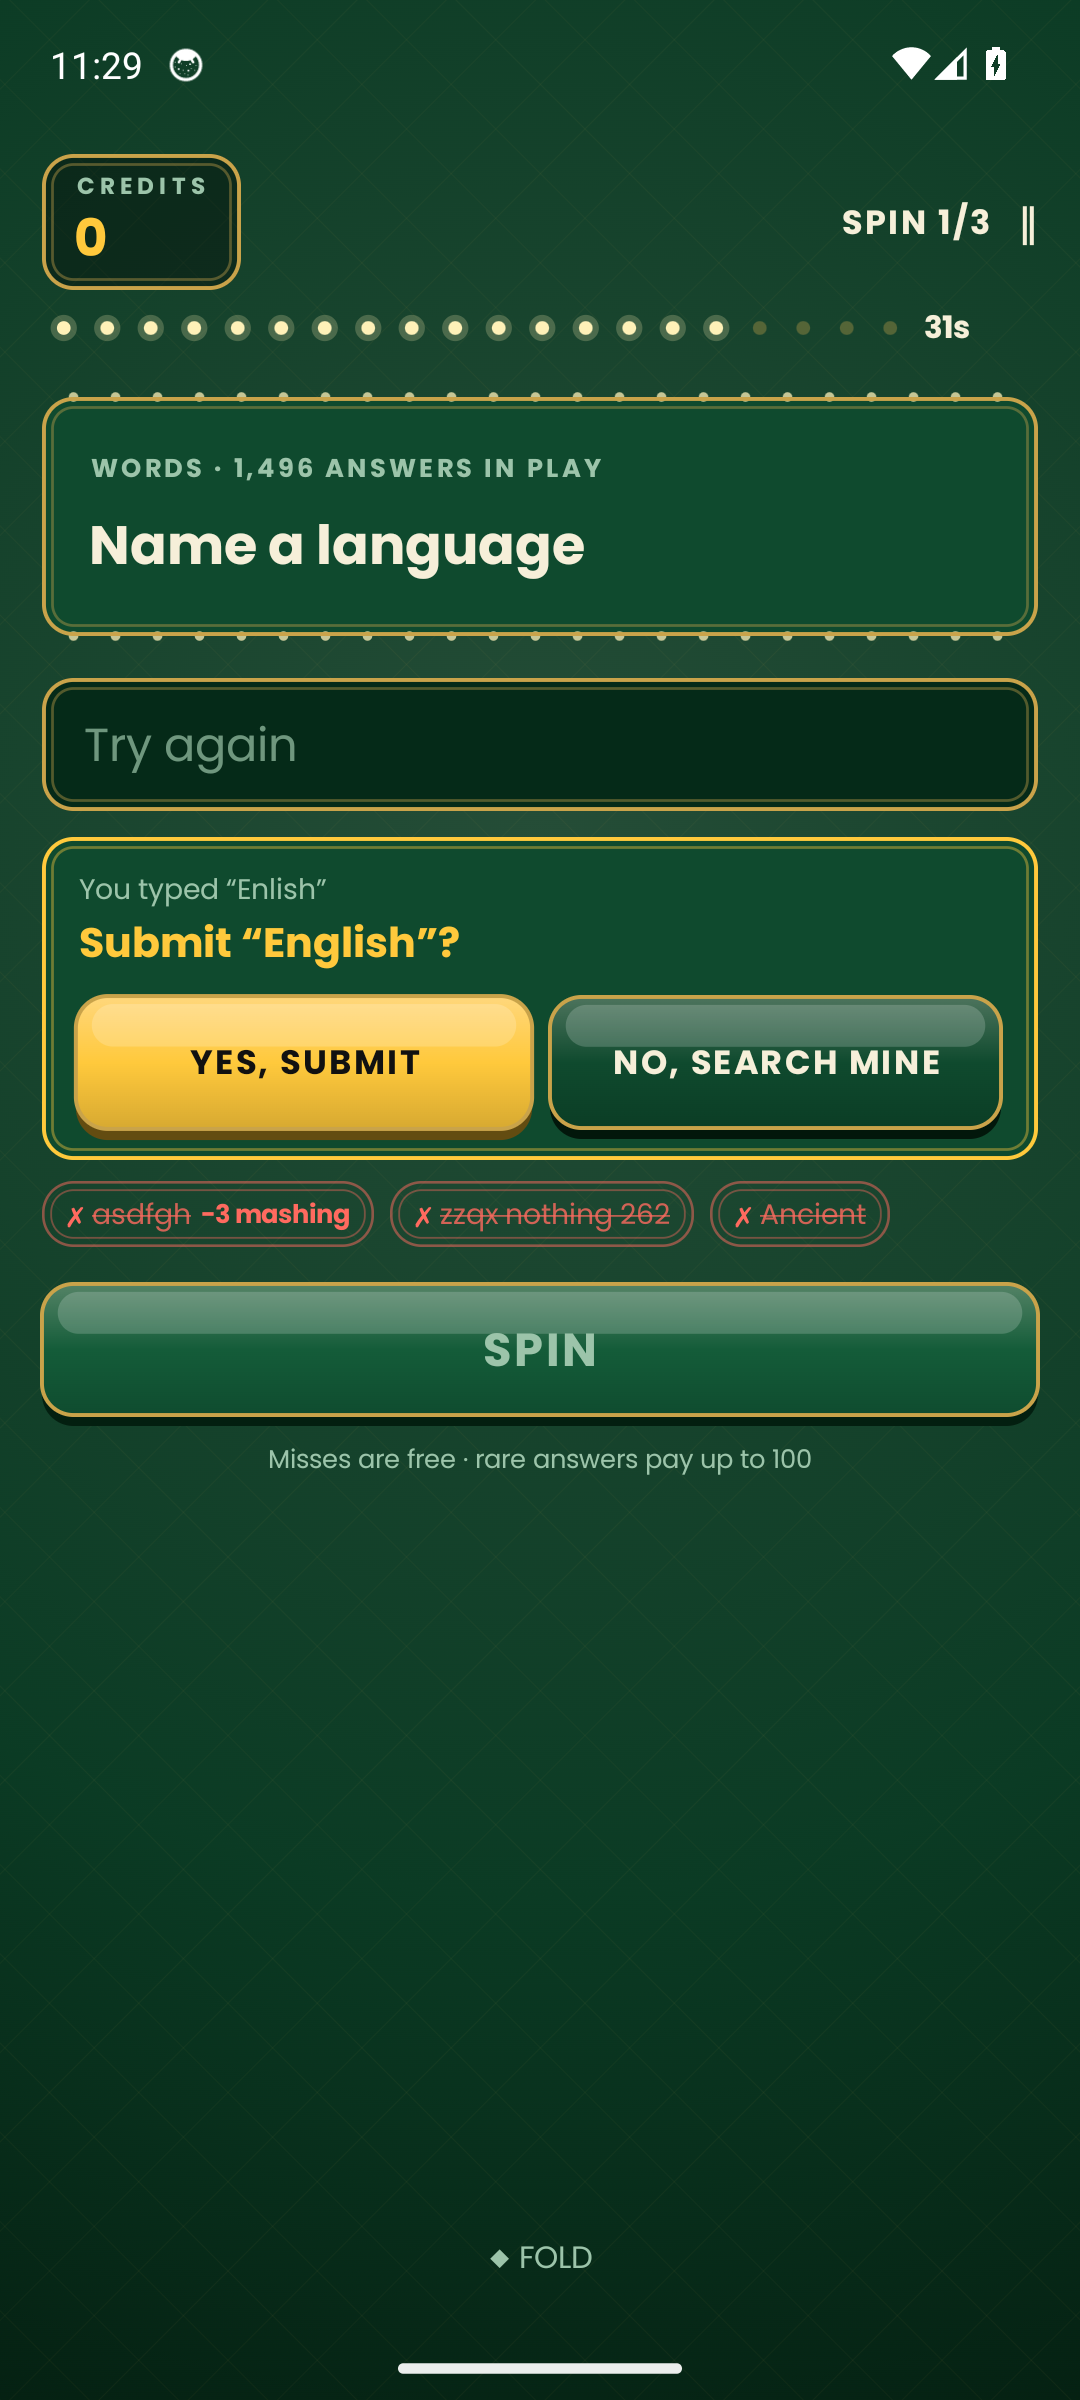 11:29
CREDITS
0
SPIN 1/3
31s
WORDS · 1,496 ANSWERS IN PLAY
Name a language
Try again
You typed “Enlish”
Submit “English”?
YES, SUBMIT
NO, SEARCH MINE
✗ asdfgh -3 mashing
✗ zzqx nothing 262
✗ Ancient
SPIN
Misses are free · rare answers pay up to 100
◆ FOLD